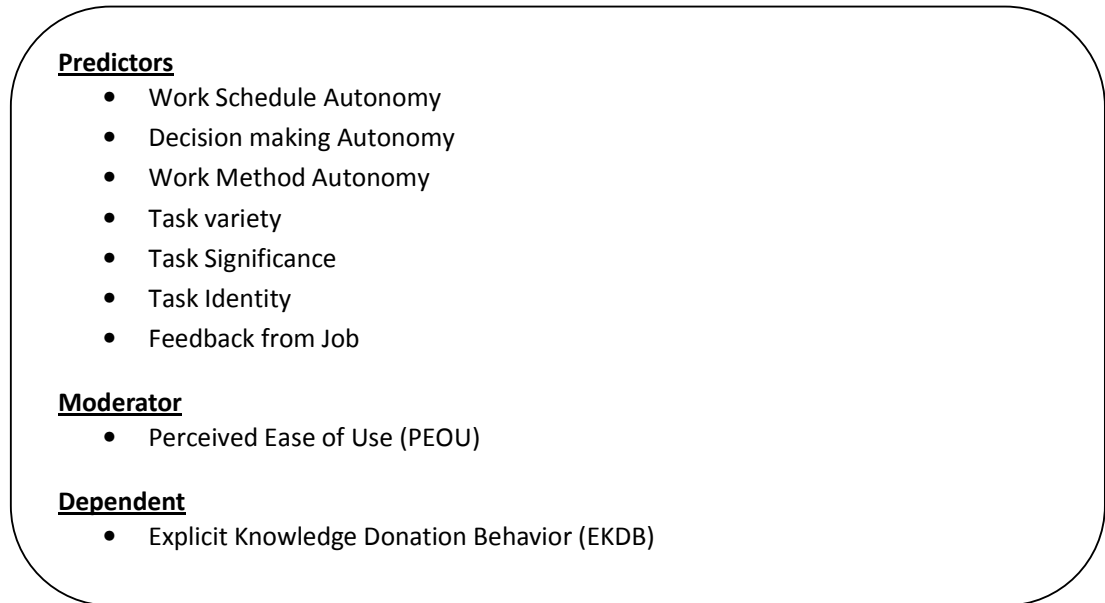 Predictors
• Work Schedule Autonomy
• Decision making Autonomy
• Work Method Autonomy
• Task variety
• Task Significance
• Task Identity
• Feedback from Job
Moderator
• Perceived Ease of Use (PEOU)
Dependent
• Explicit Knowledge Donation Behavior (EKDB)